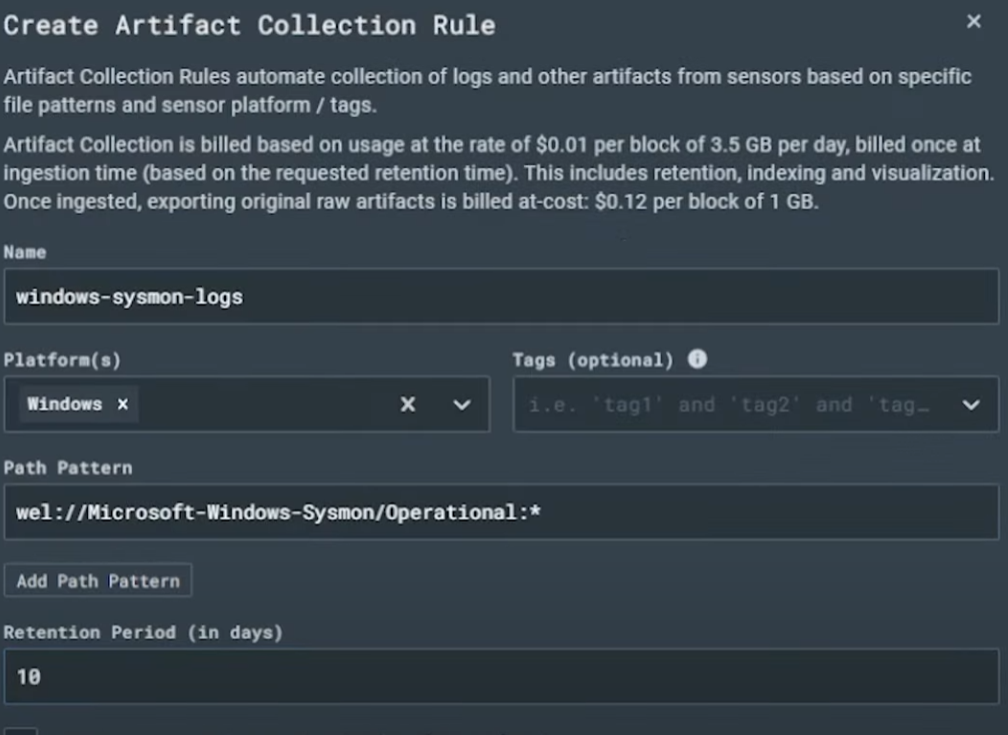 Create Artifact Collection Rule ×
Artifact Collection Rules automate collection of logs and other artifacts from sensors based on specific
file patterns and sensor platform / tags.
Artifact Collection is billed based on usage at the rate of $0.01 per block of 3.5 GB per day, billed once at
ingestion time (based on the requested retention time). This includes retention, indexing and visualization.
Once ingested, exporting original raw artifacts is billed at-cost: $0.12 per block of 1 GB.
Name
windows-sysmon-logs
Platform(s)
Windows ×
Tags (optional)
i.e. 'tag1' and 'tag2' and 'tag…
Path Pattern
wel://Microsoft-Windows-Sysmon/Operational:*
Add Path Pattern
Retention Period (in days)
10